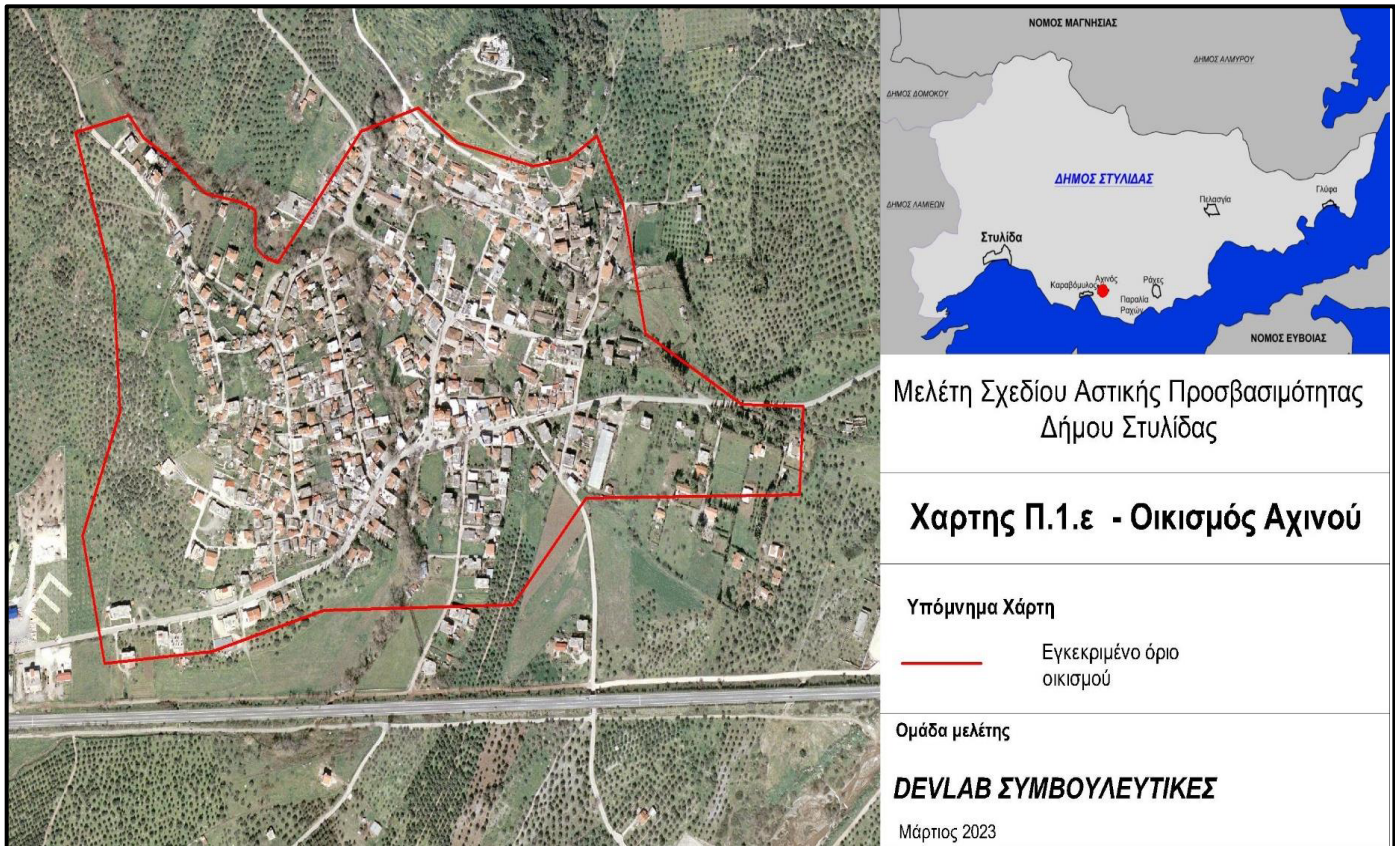 ΝΟΜΟΣ ΜΑΓΝΗΣΙΑΣ
ΔΗΜΟΣ ΑΛΜΥΡΟΥ
ΔΗΜΟΣ ΔΟΜΟΚΟΥ
ΔΗΜΟΣ ΣΤΥΛΙΔΑΣ
ΔΗΜΟΣ ΛΑΜΙΕΩΝ
Πελασγία
Γλύφα
Στυλίδα
Καραβόμυλος
Αχινός
Ράχες
Παραλία
Ραχών
ΝΟΜΟΣ ΕΥΒΟΙΑΣ
Μελέτη Σχεδίου Αστικής Προσβασιμότητας
Δήμου Στυλίδας
Χαρτης Π.1.ε - Οικισμός Αχινού
Υπόμνημα Χάρτη
Εγκεκριμένο όριο
οικισμού
Ομάδα μελέτης
DEVLAB ΣΥΜΒΟΥΛΕΥΤΙΚΕΣ
Μάρτιος 2023